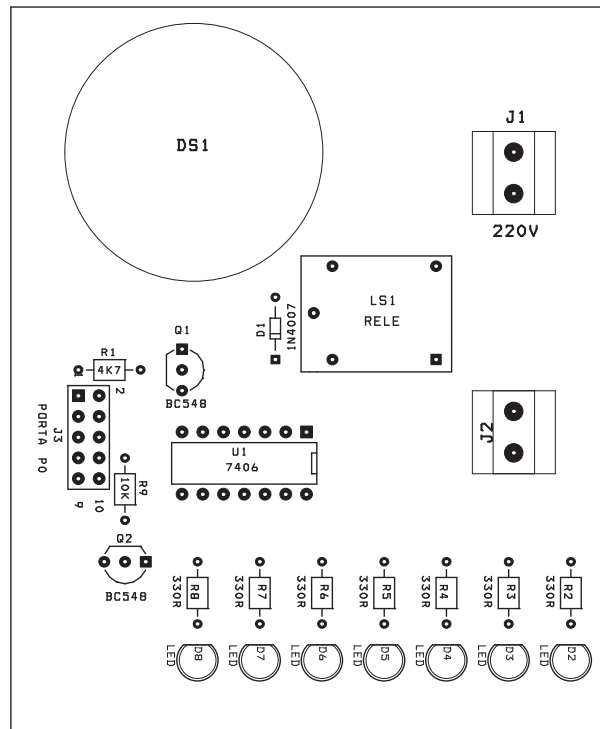 DS1
J1
220V
LS1
RELE
D1
1N4007
Q1
BC548
R1
4K7
1
2
J3
PORTA P0
9
10
U1
7406
J2
R9
10K
Q2
BC548
R8
330R
R7
330R
R6
330R
R5
330R
R4
330R
R3
330R
R2
330R
D8
LED
D7
LED
D6
LED
D5
LED
D4
LED
D3
LED
D2
LED